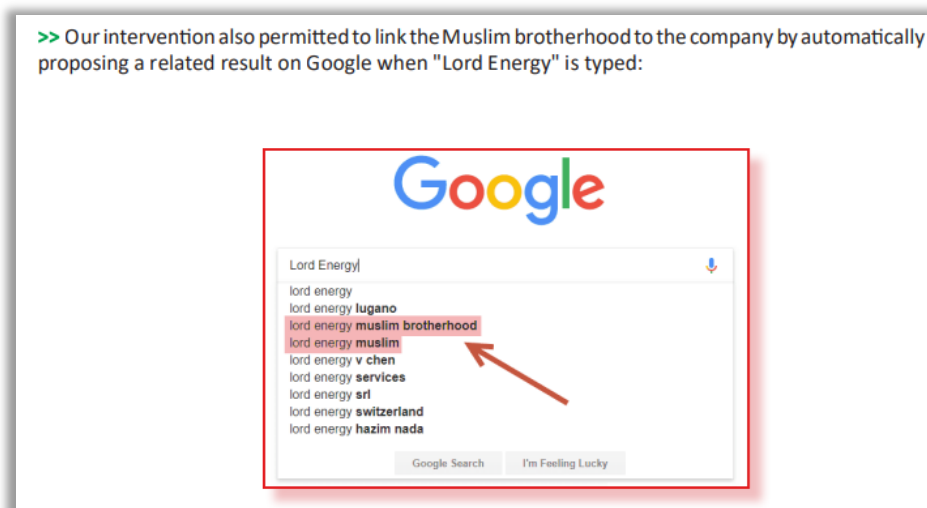 >> Our intervention also permitted to link the Muslim brotherhood to the company by automatically
proposing a related result on Google when "Lord Energy" is typed:
Google
Lord Energy
lord energy
lord energy lugano
lord energy muslim brotherhood
lord energy muslim
lord energy v chen
lord energy services
lord energy srl
lord energy switzerland
lord energy hazim nada
Google Search I'm Feeling Lucky